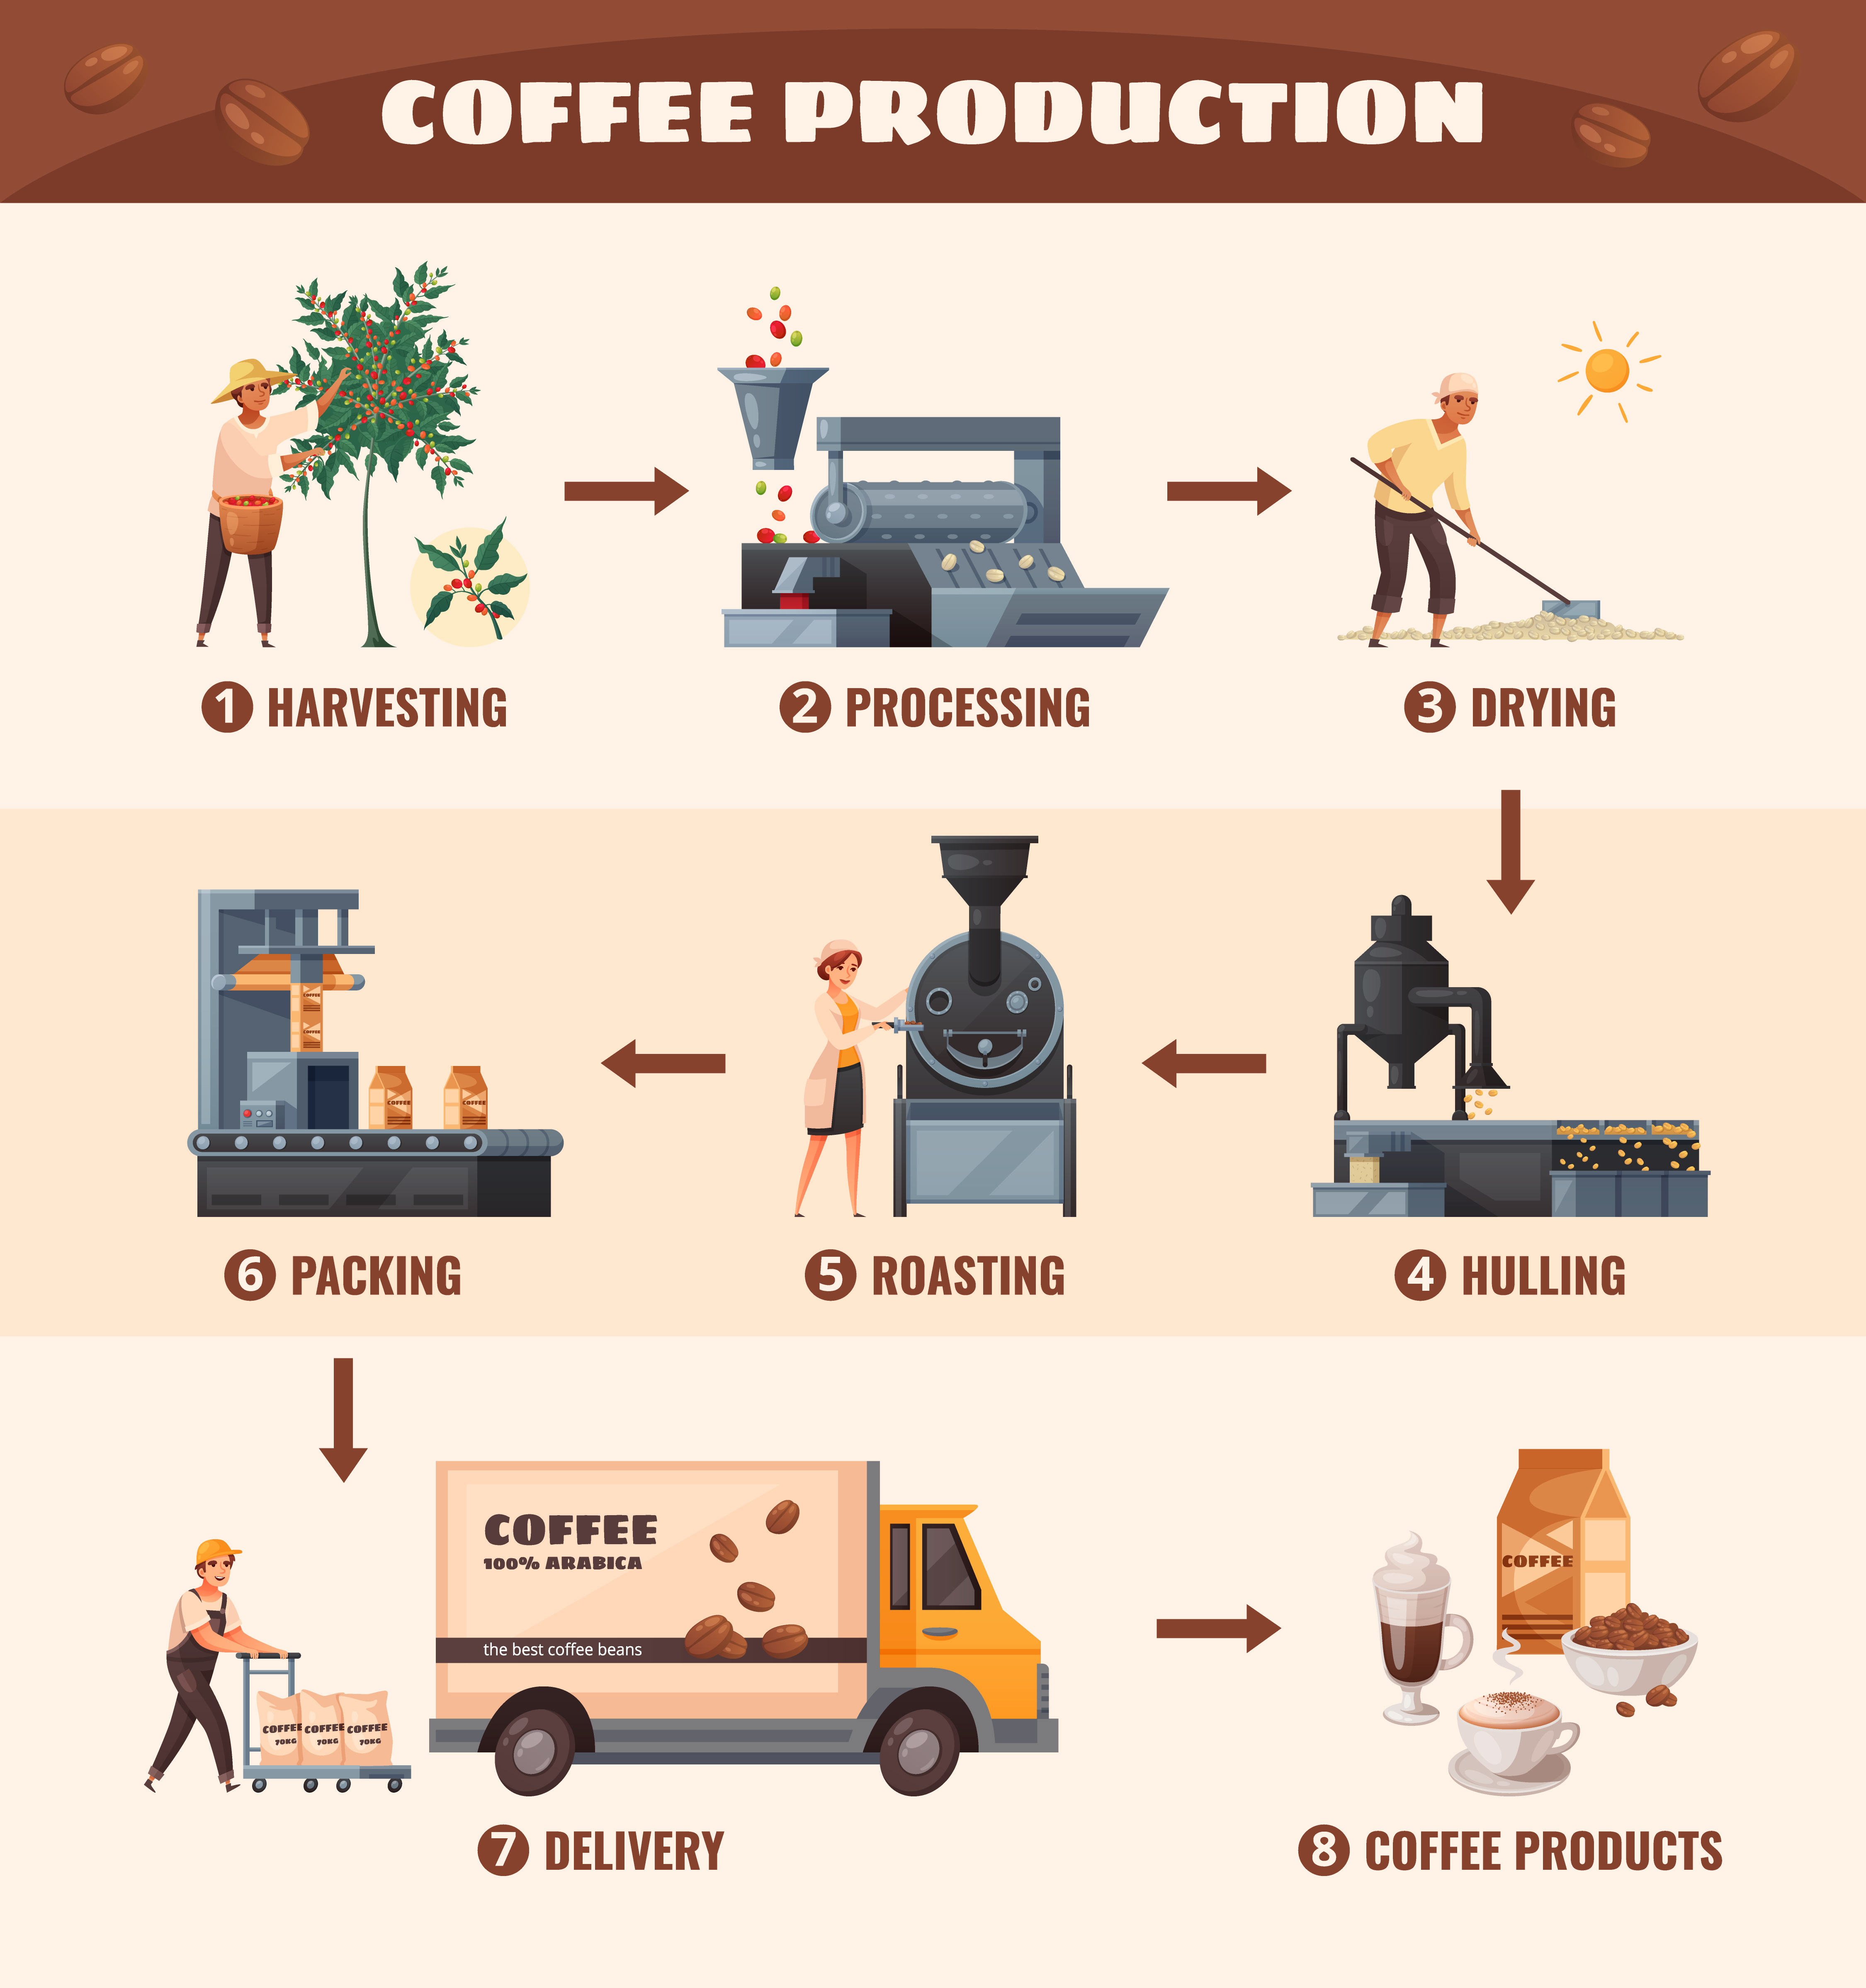 COFFEE PRODUCTION
1 HARVESTING
2 PROCESSING
3 DRYING
COFFEE
COFFEE
COFFEE
COFFEE
6 PACKING
5 ROASTING
4 HULLING
COFFEE
100% ARABICA
the best coffee beans
COFFEE
70KG
COFFEE
70KG
COFFEE
70KG
COFFEE
7 DELIVERY
8 COFFEE PRODUCTS